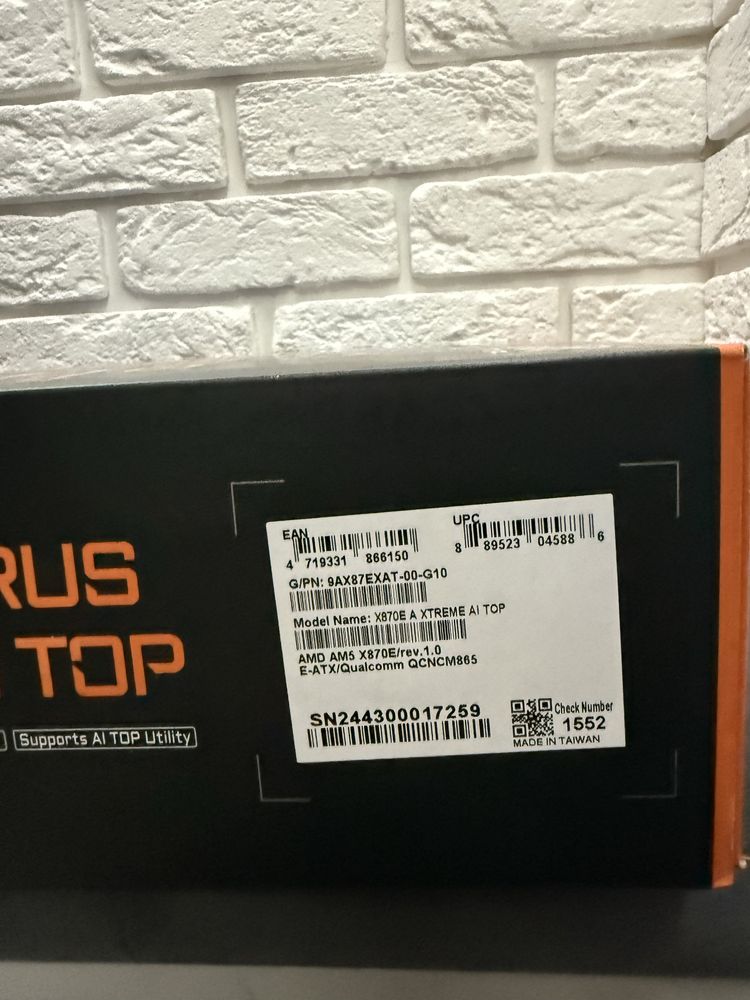 RUS
TOP
Supports AI TOP Utility
EAN
4 719331 866150
UPC
8 89523 04588 6
G/PN: 9AX87EXAT-00-G10
Model Name: X870E A XTREME AI TOP
AMD AM5 X870E/rev.1.0
E-ATX/Qualcomm QCNCM865
SN244300017259
Check Number
1552
MADE IN TAIWAN